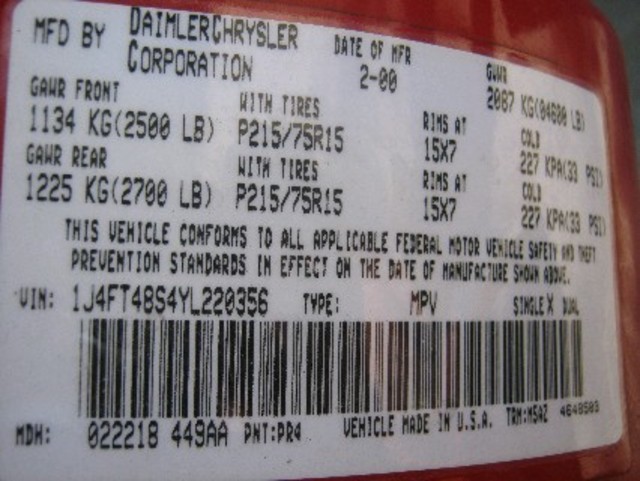 MFD BY DAIMLERCHRYSLER CORPORATION DATE OF MFR 2-00 GVWR 2087 KG(04600 LB)
GAWR FRONT WITH TIRES RIMS AT COLD
1134 KG(2500 LB) P215/75R15 15X7 227 KPA(33 PSI)
GAWR REAR WITH TIRES RIMS AT COLD
1225 KG(2700 LB) P215/75R15 15X7 227 KPA(33 PSI)
THIS VEHICLE CONFORMS TO ALL APPLICABLE FEDERAL MOTOR VEHICLE SAFETY AND THEFT
PREVENTION STANDARDS IN EFFECT ON THE DATE OF MANUFACTURE SHOWN ABOVE.
VIN: 1J4FT48S4YL220356 TYPE: MPV SINGLE X DUAL
MDH: 022218 449AA PNT:PR4 VEHICLE MADE IN U.S.A. TRM:M5AZ 4648503